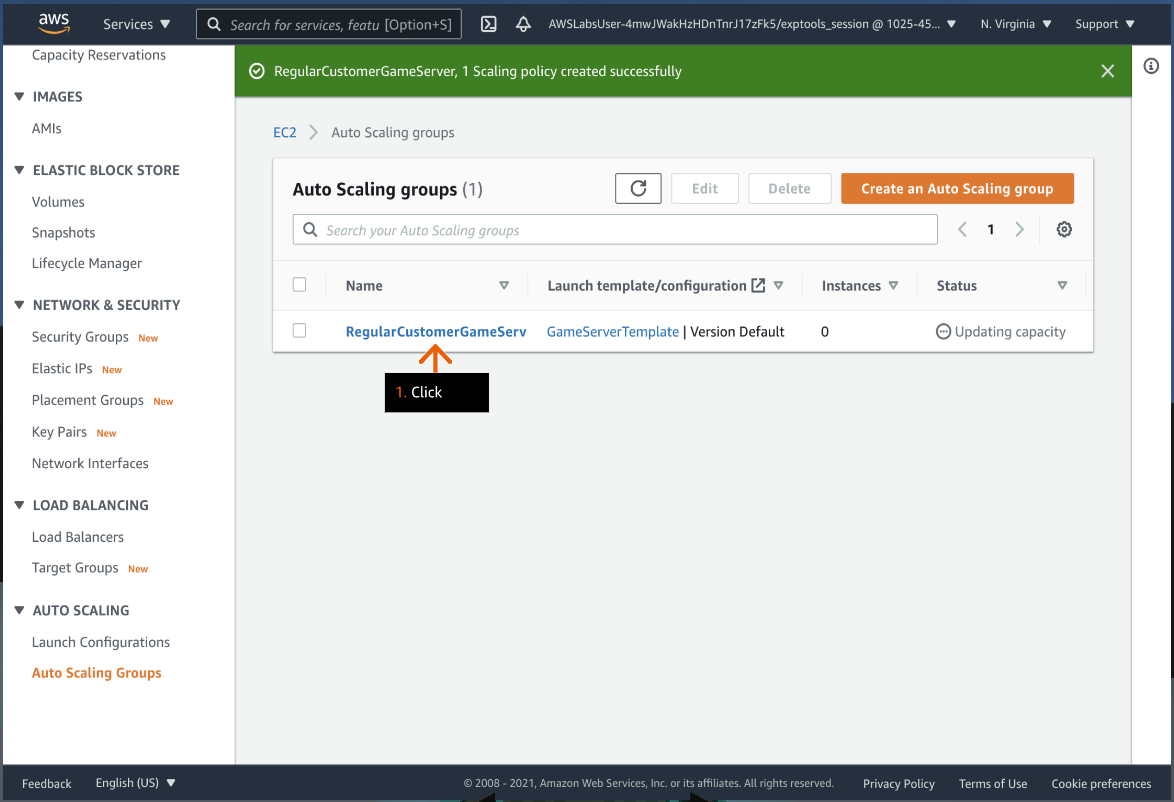 aws Services Search for services, featu [Option+S] AWSLabsUser-4mwJWakHzHDnTnrJ17zFk5/exptools_session @ 1025-45... N. Virginia Support
Capacity Reservations
IMAGES
AMIs
ELASTIC BLOCK STORE
Volumes
Snapshots
Lifecycle Manager
NETWORK & SECURITY
Security Groups New
Elastic IPs New
Placement Groups New
Key Pairs New
Network Interfaces
LOAD BALANCING
Load Balancers
Target Groups New
AUTO SCALING
Launch Configurations
Auto Scaling Groups
RegularCustomerGameServer, 1 Scaling policy created successfully
EC2 Auto Scaling groups
Auto Scaling groups (1) Edit Delete Create an Auto Scaling group
Search your Auto Scaling groups 1
Name Launch template/configuration Instances Status
RegularCustomerGameServ GameServerTemplate | Version Default 0 Updating capacity
1. Click
Feedback English (US) © 2008 - 2021, Amazon Web Services, Inc. or its affiliates. All rights reserved. Privacy Policy Terms of Use Cookie preferences